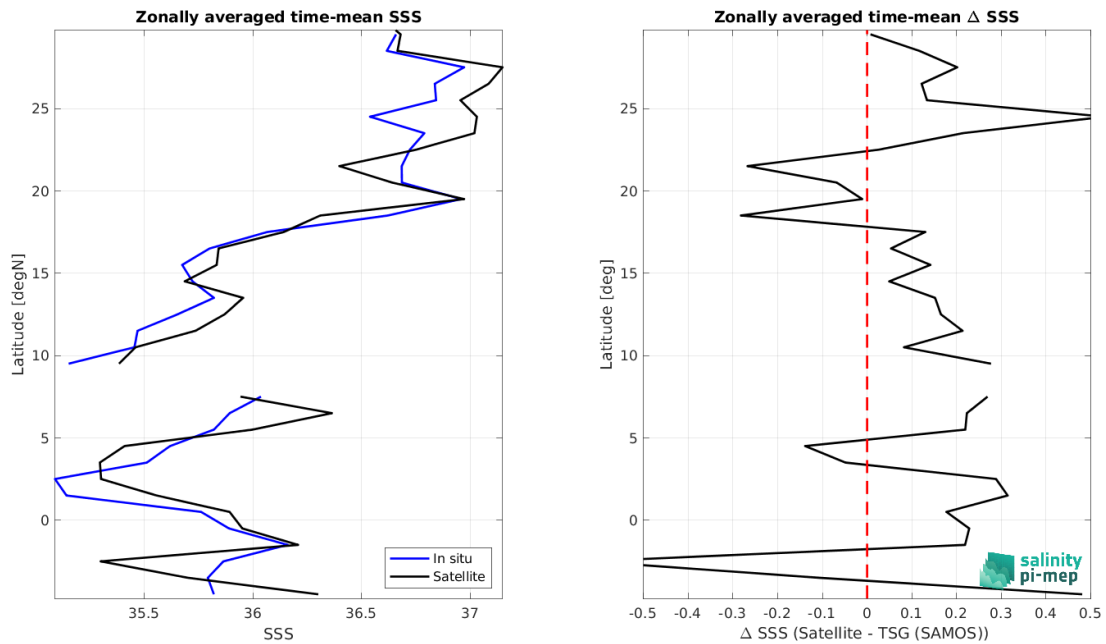 Zonally averaged time-mean SSS
25
20
15
10
5
0
Latitude [degN]
35.5
36
36.5
37
SSS
In situ
Satellite
Zonally averaged time-mean Δ SSS
25
20
15
10
5
0
Latitude [deg]
-0.5
-0.4
-0.3
-0.2
-0.1
0
0.1
0.2
0.3
0.4
0.5
Δ SSS (Satellite - TSG (SAMOS))
salinity
pi-mep